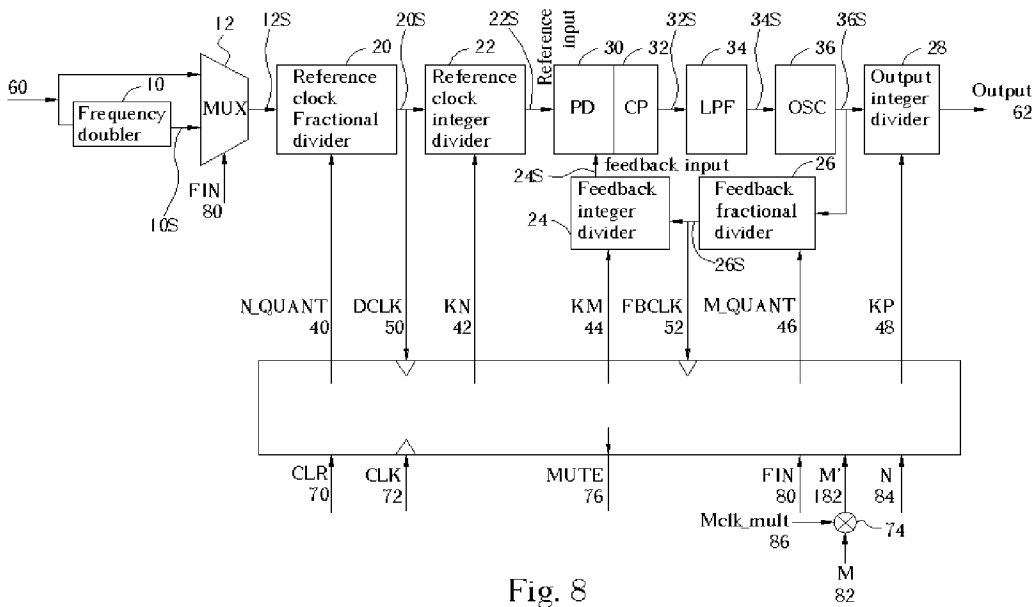 12
12S
20
20S
22
22S
Reference input
30
32
32S
34
34S
36
36S
28
60
10
Frequency
doubler
MUX
Reference
clock
Fractional
divider
Reference
clock
integer
divider
PD
CP
LPF
OSC
Output
integer
divider
Output
62
FIN
80
10S
24S
feedback input
26
24
Feedback
integer
divider
Feedback
fractional
divider
26S
N_QUANT
40
DCLK
50
KN
42
KM
44
FBCLK
52
M_QUANT
46
KP
48
CLR
70
CLK
72
MUTE
76
FIN
80
M'
182
N
84
Mclk_mult
86
74
M
82
Fig. 8